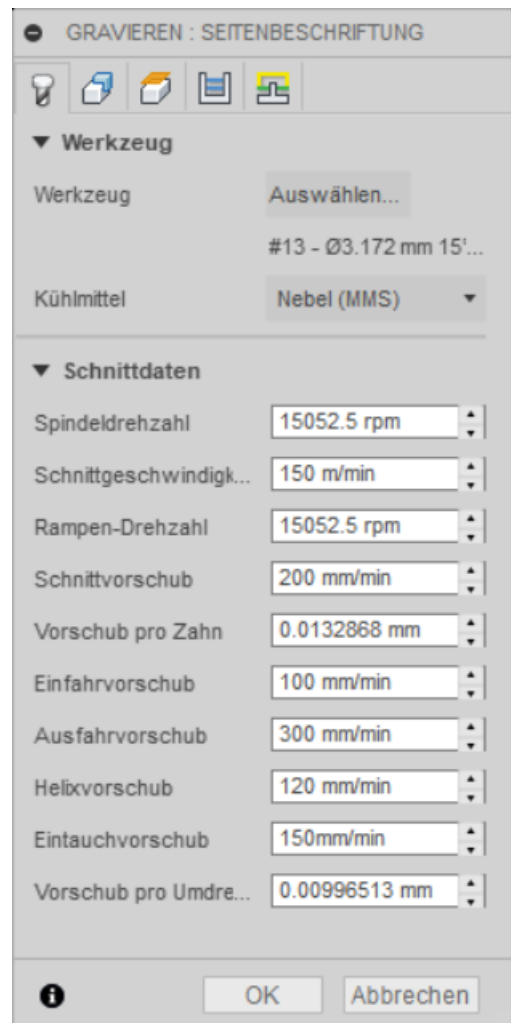 GRAVIEREN : SEITENBESCHRIFTUNG
Werkzeug
Werkzeug Auswählen...
#13 - Ø3.172 mm 15'...
Kühlmittel Nebel (MMS)
Schnittdaten
Spindeldrehzahl 15052.5 rpm
Schnittgeschwindigk... 150 m/min
Rampen-Drehzahl 15052.5 rpm
Schnittvorschub 200 mm/min
Vorschub pro Zahn 0.0132868 mm
Einfahrvorschub 100 mm/min
Ausfahrvorschub 300 mm/min
Helixvorschub 120 mm/min
Eintauchvorschub 150mm/min
Vorschub pro Umdre... 0.00996513 mm
OK Abbrechen